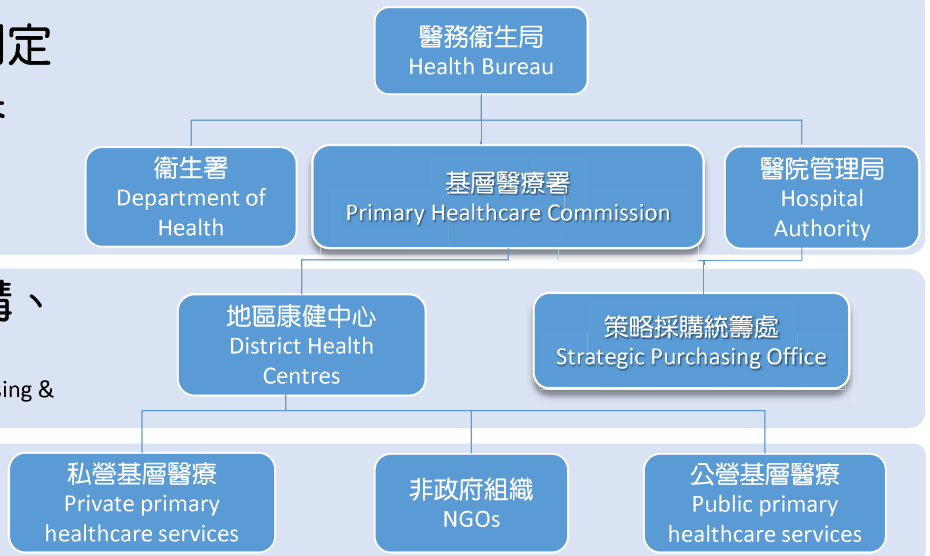 定
醫務衞生局
Health Bureau
衞生署
Department of
Health
基層醫療署
Primary Healthcare Commission
醫院管理局
Hospital
Authority
購、
sing &
地區康健中心
District Health
Centres
策略採購統籌處
Strategic Purchasing Office
私營基層醫療
Private primary
healthcare services
非政府組織
NGOs
公營基層醫療
Public primary
healthcare services